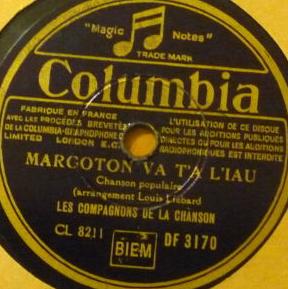 "Magic Notes"
TRADE MARK
Columbia
FABRIQUE EN FRANCE
AVEC LES PROCÉDÉS BREVETÉS
DE LA COLUMBIA-GRAPHOPHONE C
LIMITED LONDON E.C.
L'UTILISATION DE CE DISQUE
POUR LES AUDITIONS PUBLIQUES
DIRECTES OU POUR LES AUDITIONS
RADIOPHONIQUES EST INTERDITE
MARGOTON VA T'A L'IAU
Chanson populaire
(arrangement Louis Liébard
LES COMPAGNONS DE LA CHANSON
CL 8211
BIEM
DF 3170